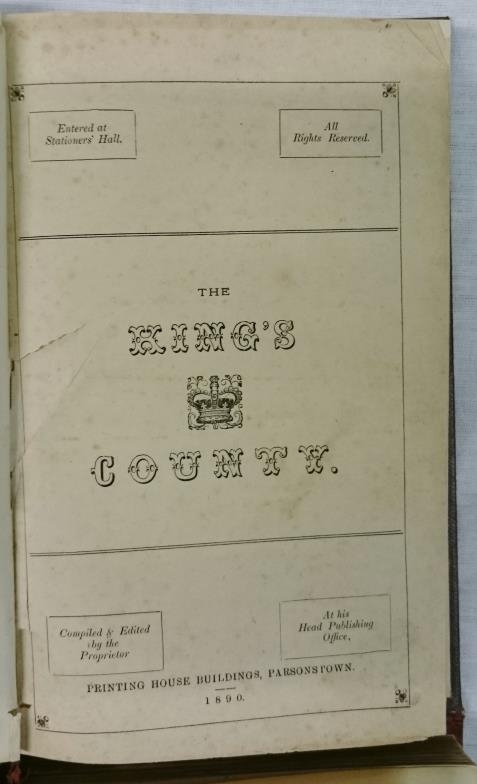 Entered at
Stationers' Hall.
All
Rights Reserved.
THE
KING'S
COUNTY.
Compiled & Edited
by the
Proprietor
At his
Head Publishing
Office,
PRINTING HOUSE BUILDINGS, PARSONSTOWN.
1890.